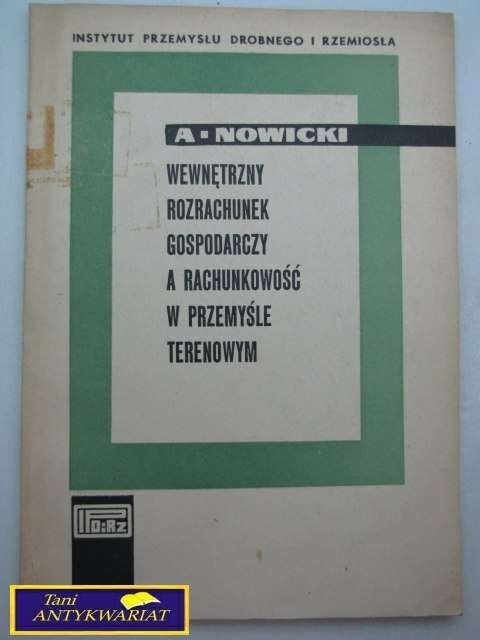 INSTYTUT PRZEMYSŁU DROBNEGO I RZEMIOSŁA
A▪NOWICKI
WEWNĘTRZNY
ROZRACHUNEK
GOSPODARCZY
A RACHUNKOWOŚĆ
W PRZEMYŚLE
TERENOWYM
IPDiRz
Tani
ANTYKWARIAT